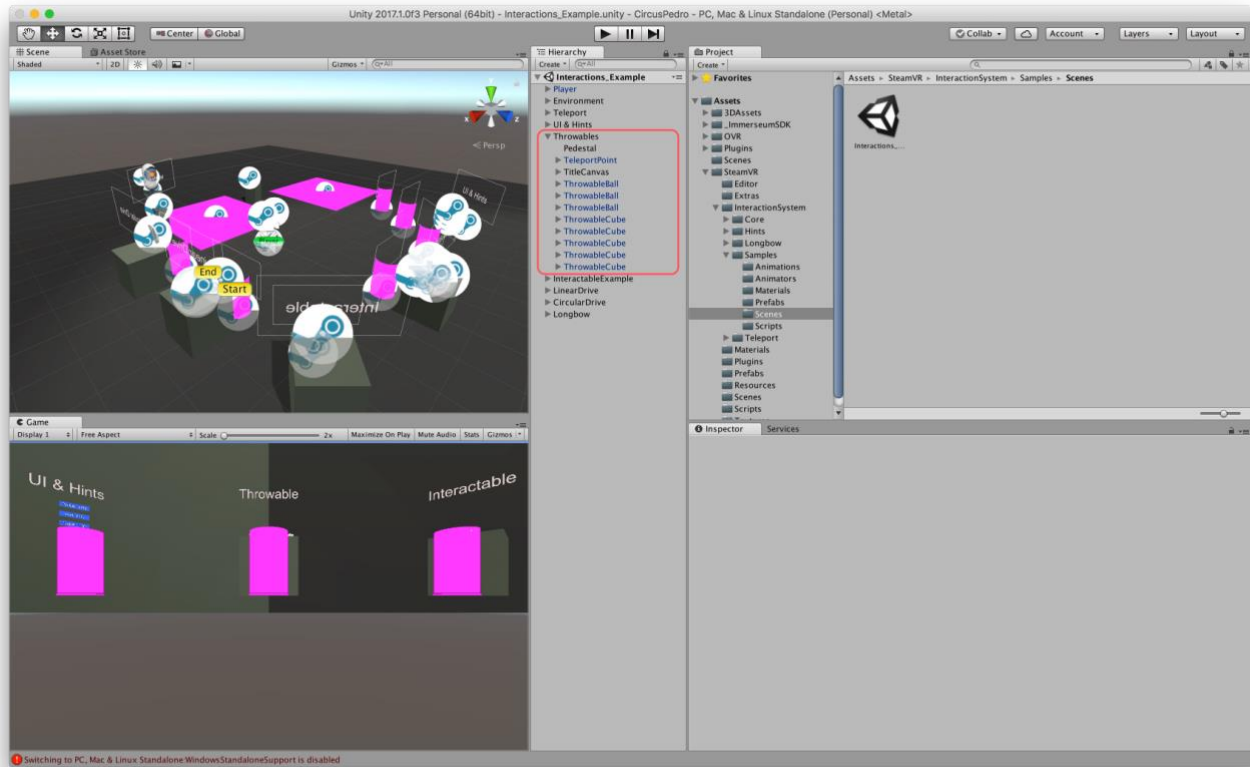 Unity 2017.1.0f3 Personal (64bit) - Interactions_Example.unity - CircusPedro - PC, Mac & Linux Standalone (Personal) <Metal>
Center Global
Collab Account Layers Layout
Scene Asset Store
Shaded 2D Gizmos All
Persp
y
x z
UI & Hints
End
Start
Interactable
Hierarchy
Create All
Interactions_Example
Player
Environment
Teleport
UI & Hints
Throwables
Pedestal
TeleportPoint
TitleCanvas
ThrowableBall
ThrowableBall
ThrowableBall
ThrowableCube
ThrowableCube
ThrowableCube
ThrowableCube
ThrowableCube
InteractableExample
LinearDrive
CircularDrive
Longbow
Project
Create
Favorites
Assets
3DAssets
_ImmerseumSDK
OVR
Plugins
Scenes
SteamVR
Editor
Extras
InteractionSystem
Core
Hints
Longbow
Samples
Animations
Animators
Materials
Prefabs
Scenes
Scripts
Teleport
Materials
Plugins
Prefabs
Resources
Scenes
Scripts
Assets ▸ SteamVR ▸ InteractionSystem ▸ Samples ▸ Scenes
Interactions_...
Game
Display 1 Free Aspect Scale 2x Maximize On Play Mute Audio Stats Gizmos
UI & Hints
Throwable
Interactable
Inspector Services
Switching to PC, Mac & Linux Standalone:WindowsStandaloneSupport is disabled